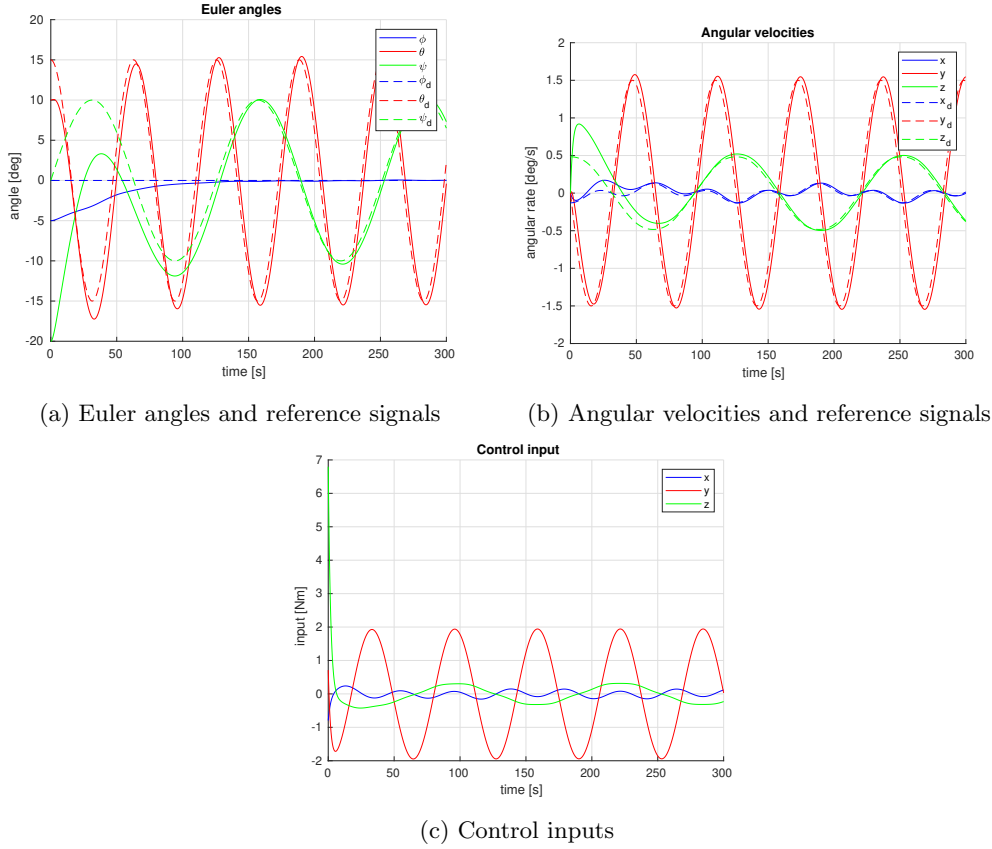 Euler angles
20
15
10
5
0
-5
-10
-15
-20
angle [deg]
0 50 100 150 200 250 300
time [s]
ϕ
θ
ψ
ϕd
θd
ψd
(a) Euler angles and reference signals
Angular velocities
2
1.5
1
0.5
0
-0.5
-1
-1.5
-2
angular rate [deg/s]
0 50 100 150 200 250 300
time [s]
x
y
z
xd
yd
zd
(b) Angular velocities and reference signals
Control input
7
6
5
4
3
2
1
0
-1
-2
input [Nm]
0 50 100 150 200 250 300
time [s]
x
y
z
(c) Control inputs